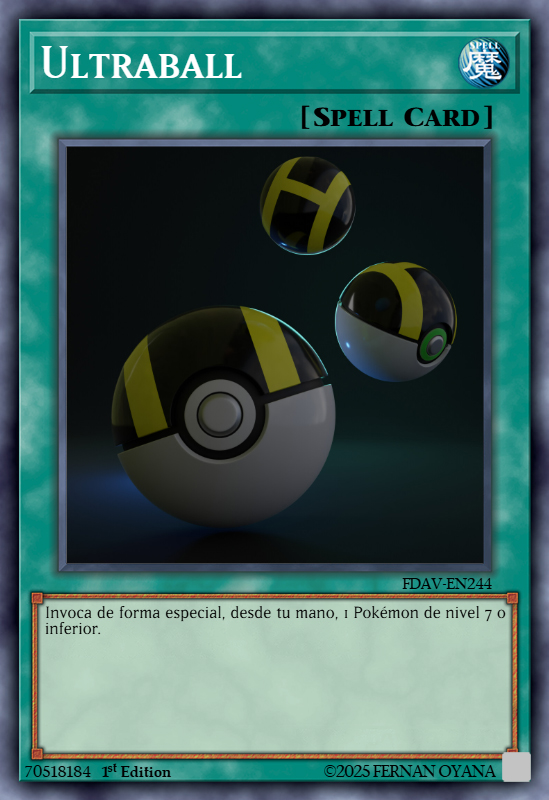 ULTRABALL
SPELL
魔
[SPELL CARD]
FDAV-EN244
Invoca de forma especial, desde tu mano, 1 Pokémon de nivel 7 o
inferior.
70518184 1st Edition ©2025 FERNAN OYANA